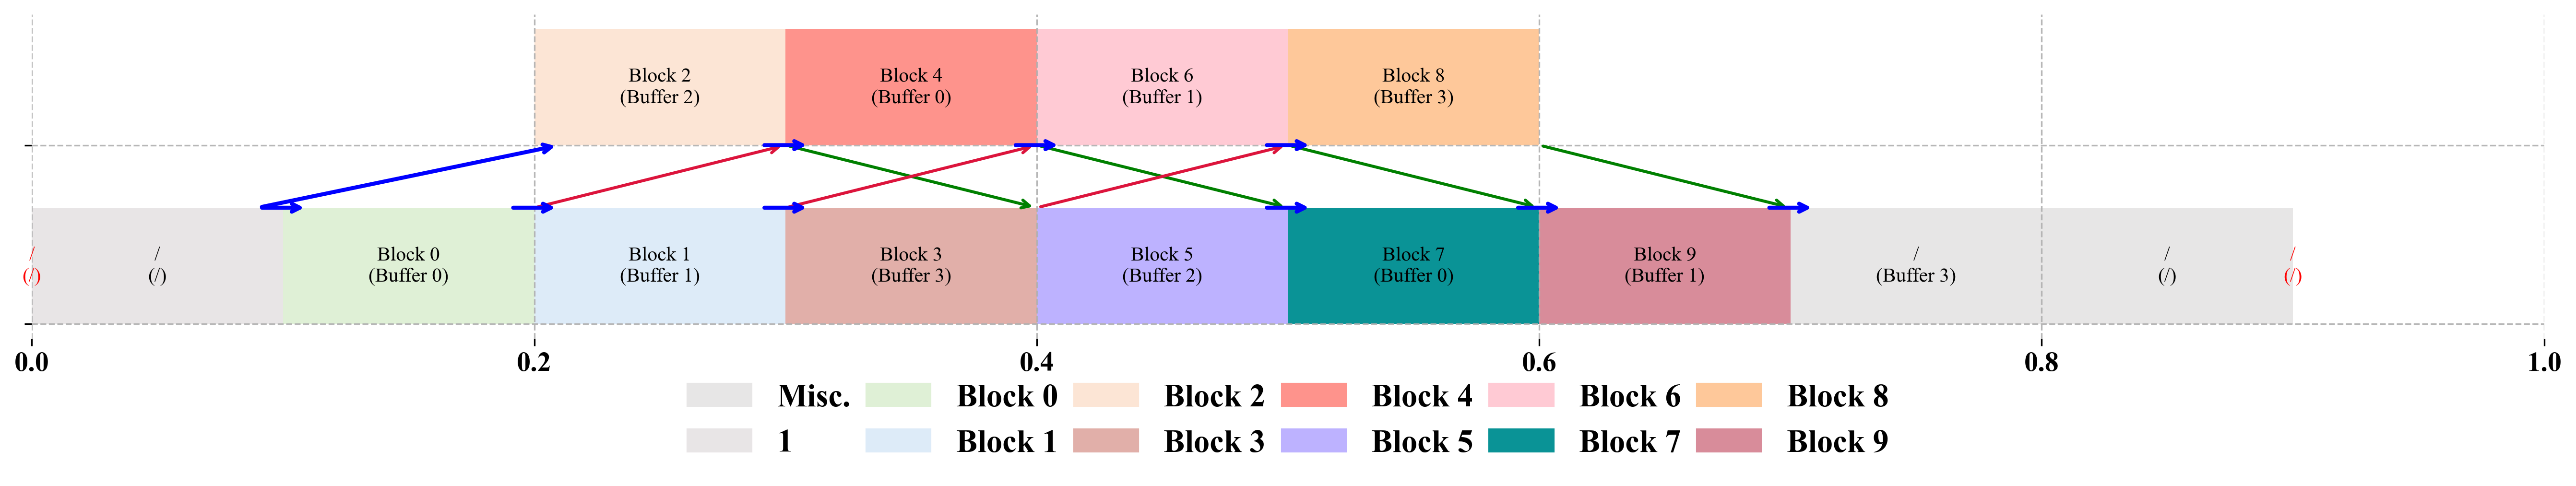 Block 2
(Buffer 2)
Block 4
(Buffer 0)
Block 6
(Buffer 1)
Block 8
(Buffer 3)
/
(/)
/
(/)
Block 0
(Buffer 0)
Block 1
(Buffer 1)
Block 3
(Buffer 3)
Block 5
(Buffer 2)
Block 7
(Buffer 0)
Block 9
(Buffer 1)
/
(Buffer 3)
/
(/)
/
(/)
0.0 0.2 0.4 0.6 0.8 1.0
Misc. Block 0 Block 2 Block 4 Block 6 Block 8
1 Block 1 Block 3 Block 5 Block 7 Block 9